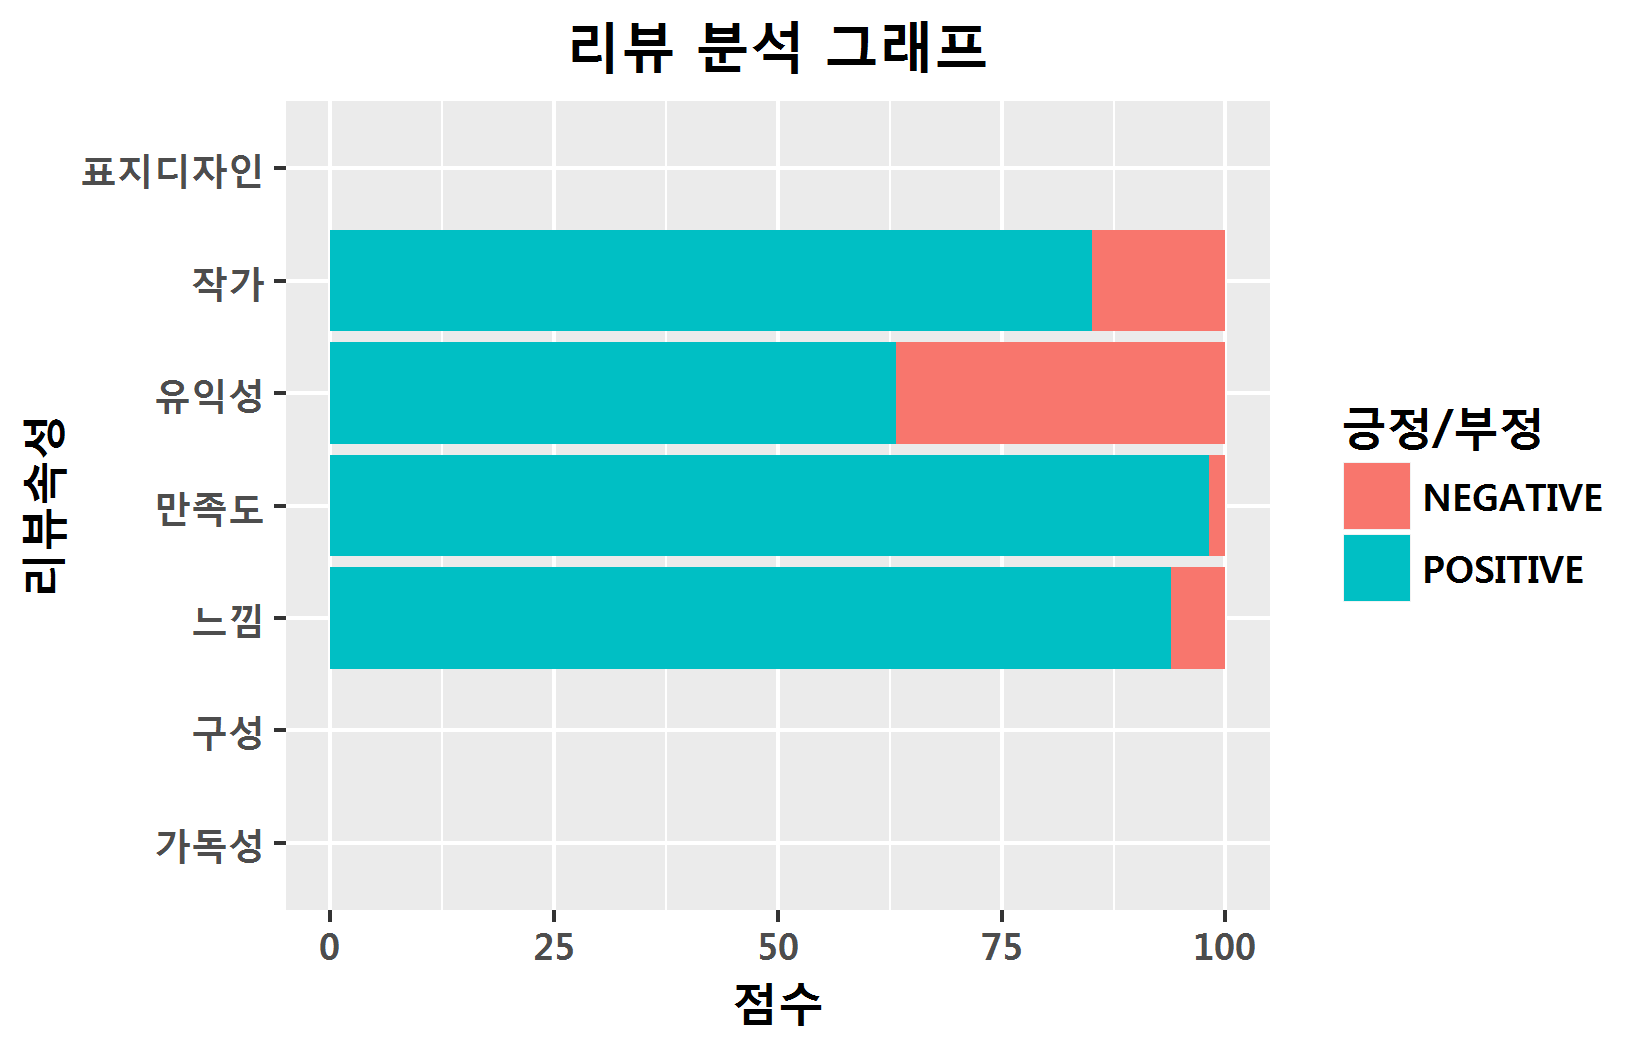 리뷰 분석 그래프
표지디자인
작가
유익성
만족도
느낌
구성
가독성
리뷰속성
0 25 50 75 100
점수
긍정/부정
NEGATIVE
POSITIVE